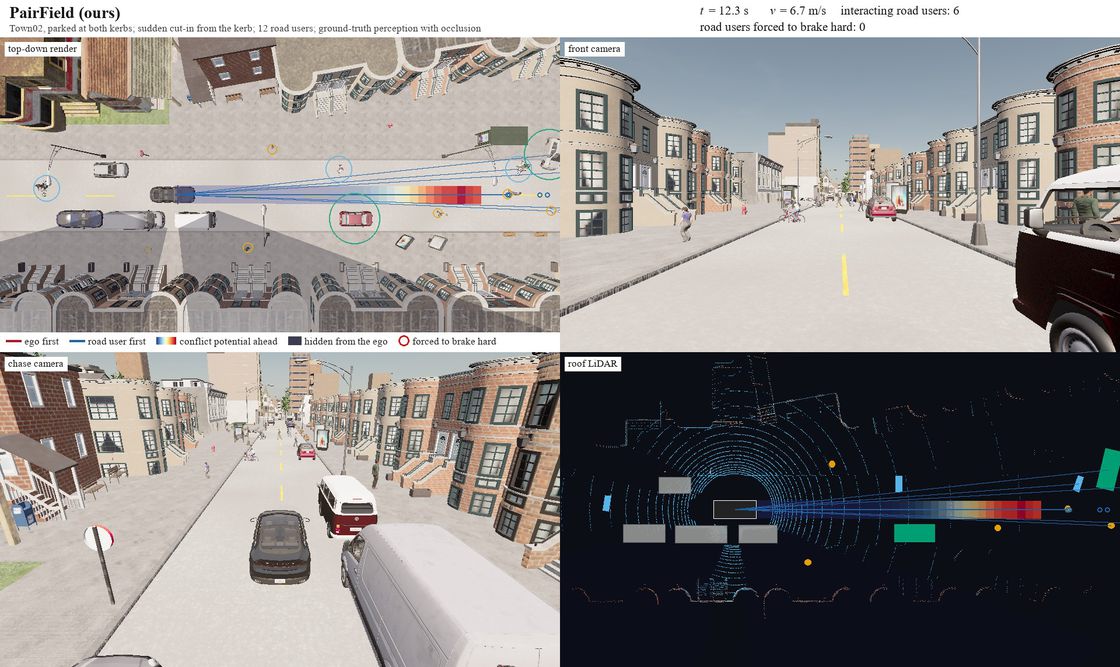 PairField (ours)
Town02, parked at both kerbs; sudden cut-in from the kerb; 12 road users; ground-truth perception with occlusion
t = 12.3 s v = 6.7 m/s interacting road users: 6
road users forced to brake hard: 0
top-down render
front camera
ego first road user first conflict potential ahead hidden from the ego forced to brake hard
chase camera
roof LiDAR